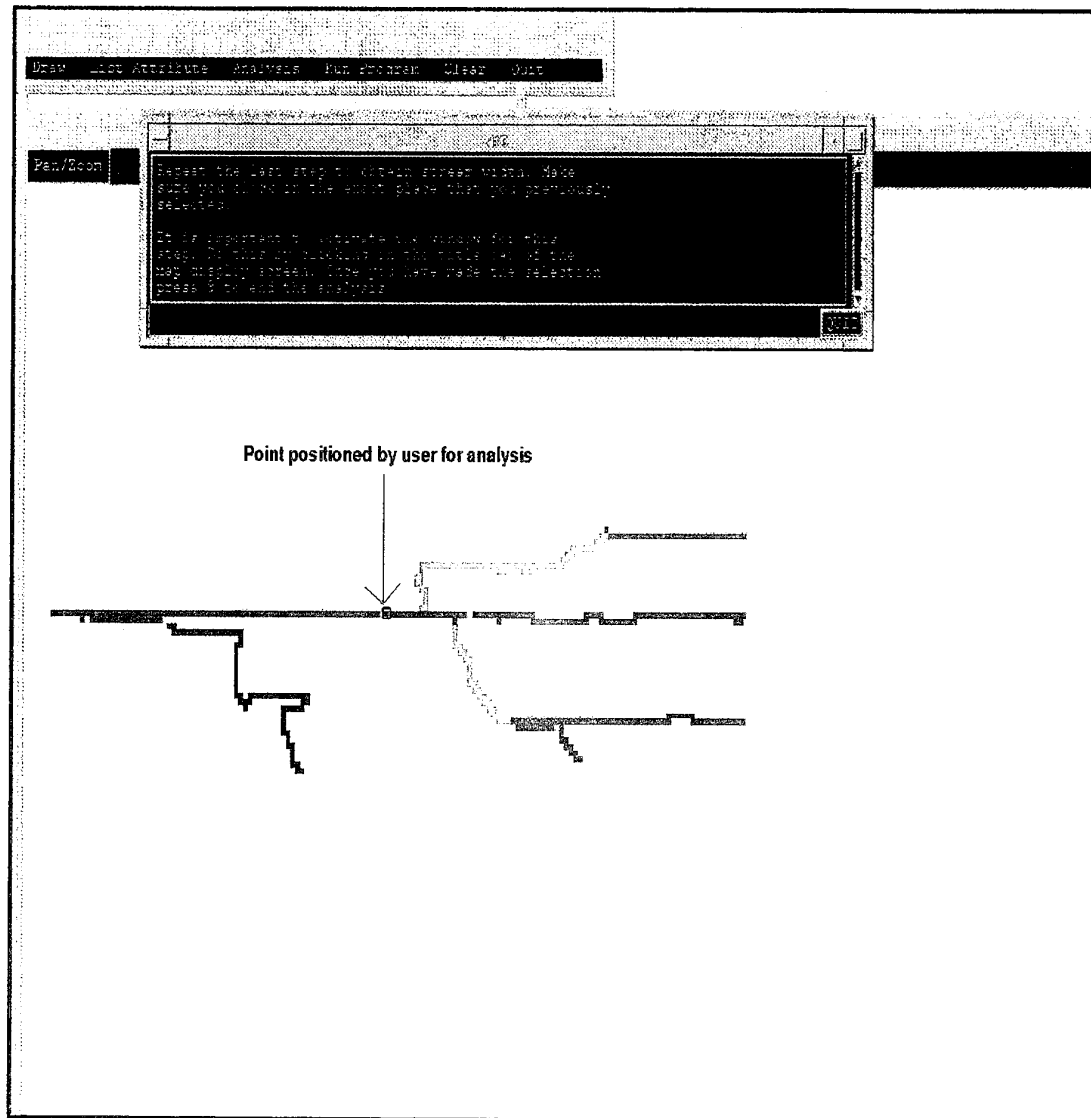 Draw List Attribute Analysis Run Program Clear Quit
Pan/Zoom
Repeat the last step to obtain stream width. Make
sure you click in the exact place that you previously
selected.
It is important to activate the window for this
step. Do this by clicking in the title bar of the
map display screen. Once you have made the selection
press 9 to end the analysis
Quit
Point positioned by user for analysis